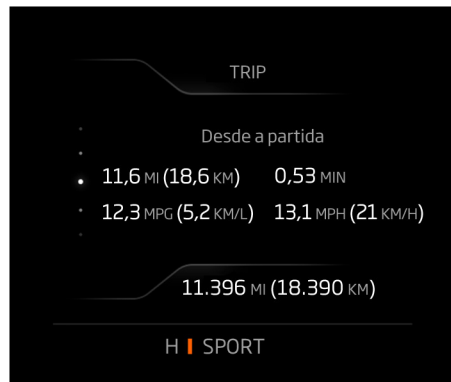 TRIP
Desde a partida
11,6 MI (18,6 KM) 0,53 MIN
12,3 MPG (5,2 KM/L) 13,1 MPH (21 KM/H)
11.396 MI (18.390 KM)
H SPORT